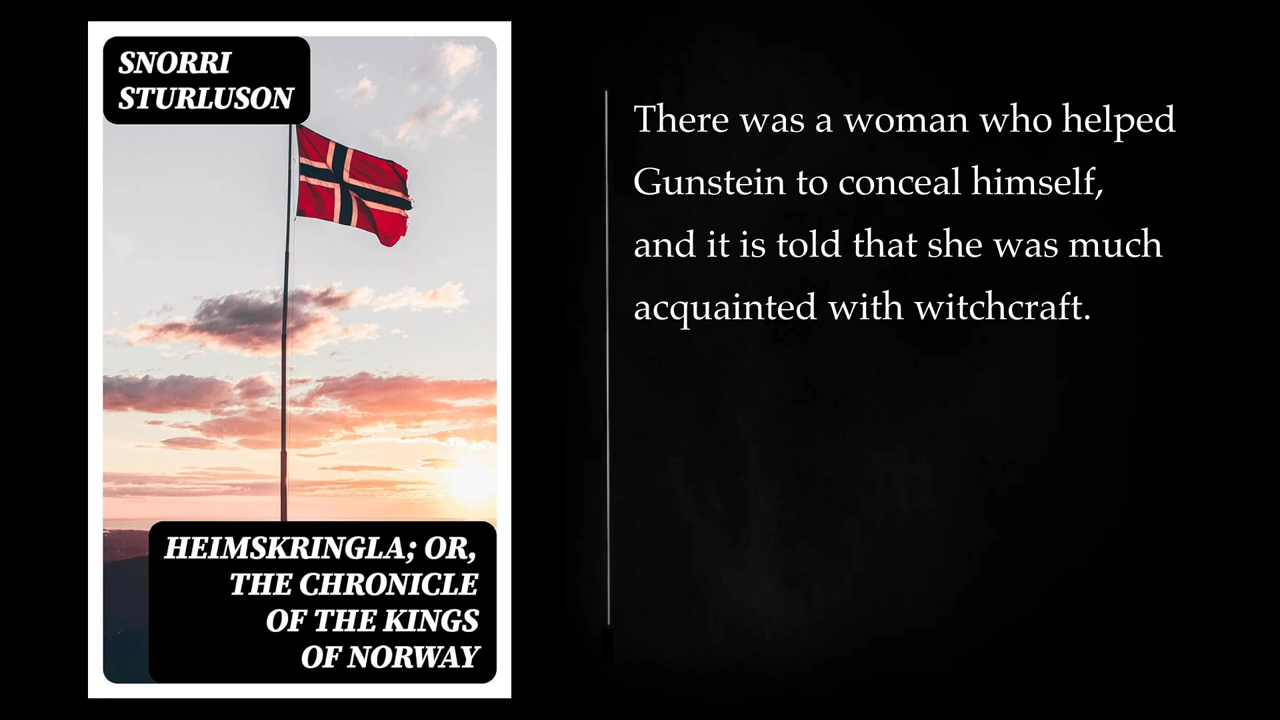 SNORRI
STURLUSON
HEIMSKRINGLA; OR,
THE CHRONICLE
OF THE KINGS
OF NORWAY
There was a woman who helped
Gunstein to conceal himself,
and it is told that she was much
acquainted with witchcraft.